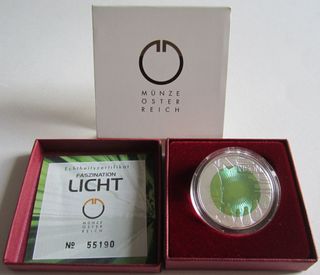 MÜNZE
ÖSTER
REICH
Echtheitszertifikat
FASZINATION
LICHT
MÜNZE
ÖSTER
REICH
№ 55190